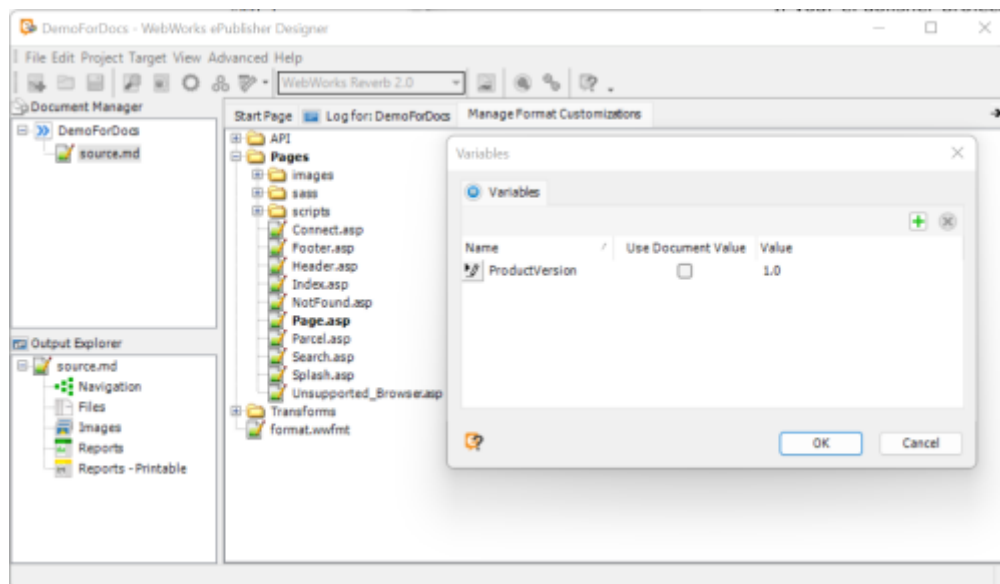 DemoForDocs - WebWorks ePublisher Designer
File Edit Project Target View Advanced Help
WebWorks Reverb 2.0
Document Manager
DemoForDocs
source.md
Start Page Log for: DemoForDocs Manage Format Customizations
API
Pages
images
sass
scripts
Connect.asp
Footer.asp
Header.asp
Index.asp
NotFound.asp
Page.asp
Parcel.asp
Search.asp
Splash.asp
Unsupported_Browser.asp
Transforms
format.wwfmt
Output Explorer
source.md
Navigation
Files
Images
Reports
Reports - Printable
Variables
Variables
Name Use Document Value Value
ProductVersion 1.0
OK Cancel